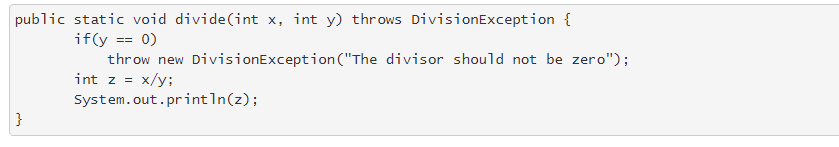 public static void divide(int x, int y) throws DivisionException {
if(y == 0)
throw new DivisionException("The divisor should not be zero");
int z = x/y;
System.out.println(z);
}